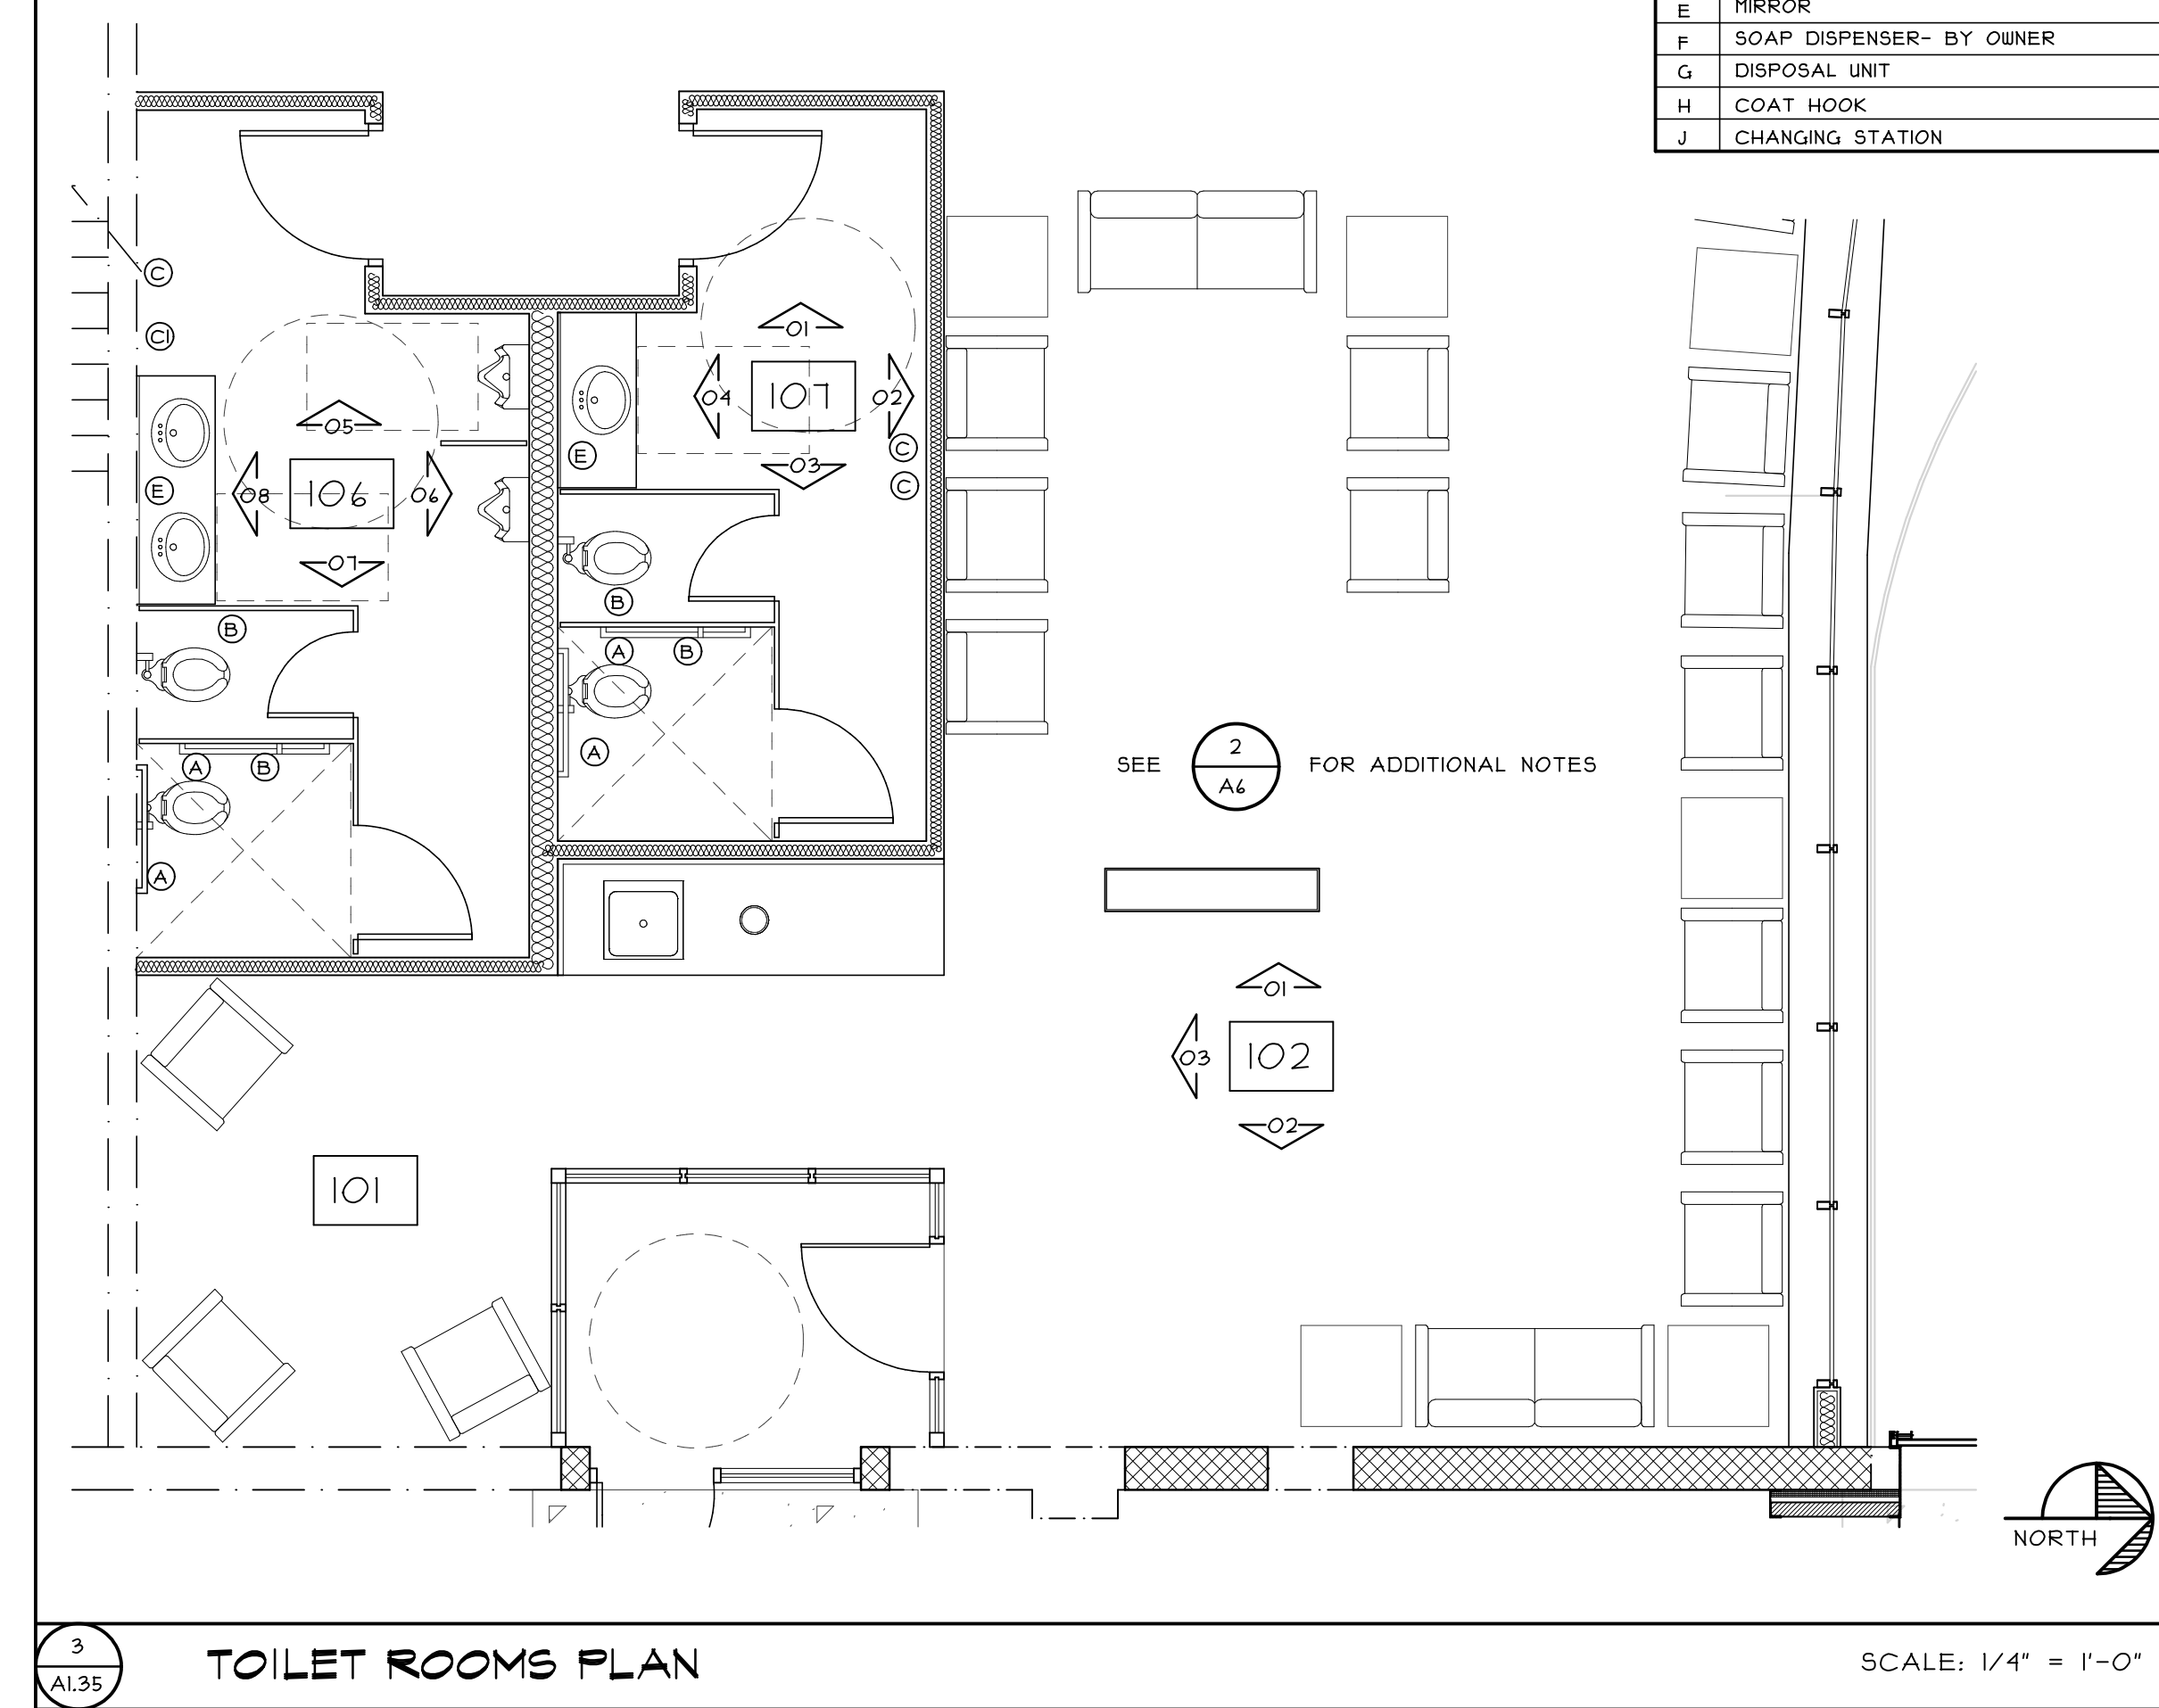 E MIRROR
F SOAP DISPENSER- BY OWNER
G DISPOSAL UNIT
H COAT HOOK
J CHANGING STATION
C
C1
01
04
107
02
03
C
C
E
05
08
106
06
07
E
B
B
A
B
A
A
B
A
SEE 2 FOR ADDITIONAL NOTES
A6
01
03
102
02
101
NORTH
3
A1.35
TOILET ROOMS PLAN
SCALE: 1/4" = 1'-0"